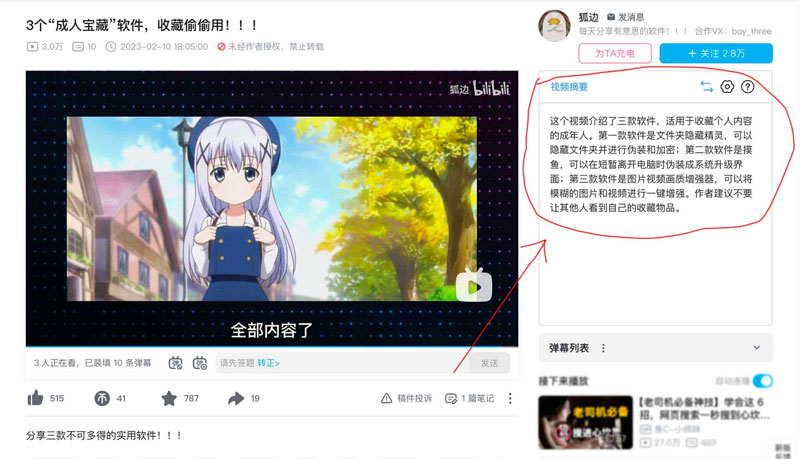 3个“成人宝藏”软件，收藏偷偷用！！！
3.0万 10 2023-02-10 18:05:00 未经作者授权，禁止转载
狐边 bilibili
全部内容了
3 人正在看，已装填 10 条弹幕 请先答题 转正> 发送
515 41 787 19 稿件投诉 1 篇笔记
分享三款不可多得的实用软件！！！
狐边 发消息
每天分享有意思的软件！！！ 合作VX：boy_three
为TA充电 + 关注 2.8万
视频摘要
这个视频介绍了三款软件，适用于收藏个人内容
的成年人。第一款软件是文件夹隐藏精灵，可以
隐藏文件夹并进行伪装和加密；第二款软件是摸
鱼，可以在短暂离开电脑时伪装成系统升级界
面；第三款软件是图片视频画质增强器，可以将
模糊的图片和视频进行一键增强。作者建议不要
让其他人看到自己的收藏物品。
弹幕列表
接下来播放 自动连播
老司机必备
搜进心坎里
【老司机必备神技】学会这 6
招，网页搜索一秒搜到心坎…
27.0万 469